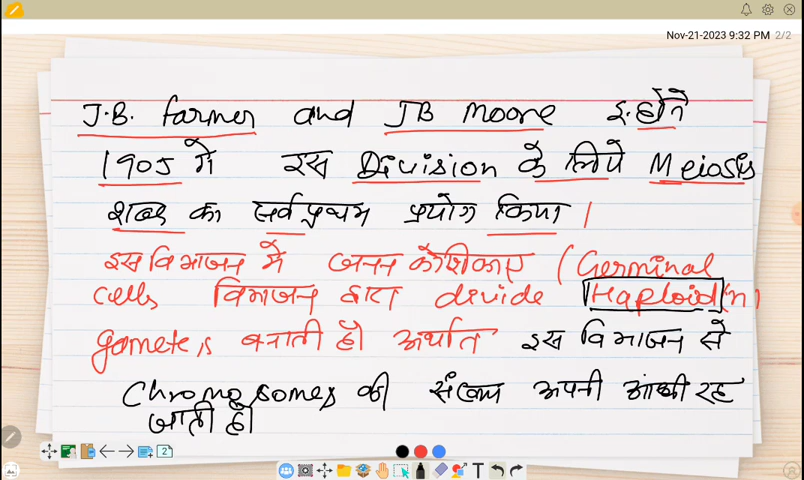 Nov-21-2023 9:32 PM 2/2
J.B. farmer and JB moore इ.होंने
1905 में इस Division के लिये Meiosis
शब्द का सर्वप्रथम प्रयोग किया।
इस विभाजन में जनन कोशिकाए (Germinal
cells विभाजन द्वारा divide Haploid(n)
gametes बनाती है। अर्थात इस विभाजन से
Chromosomes की संख्या अपनी आधी रह
जाती है।
2
T